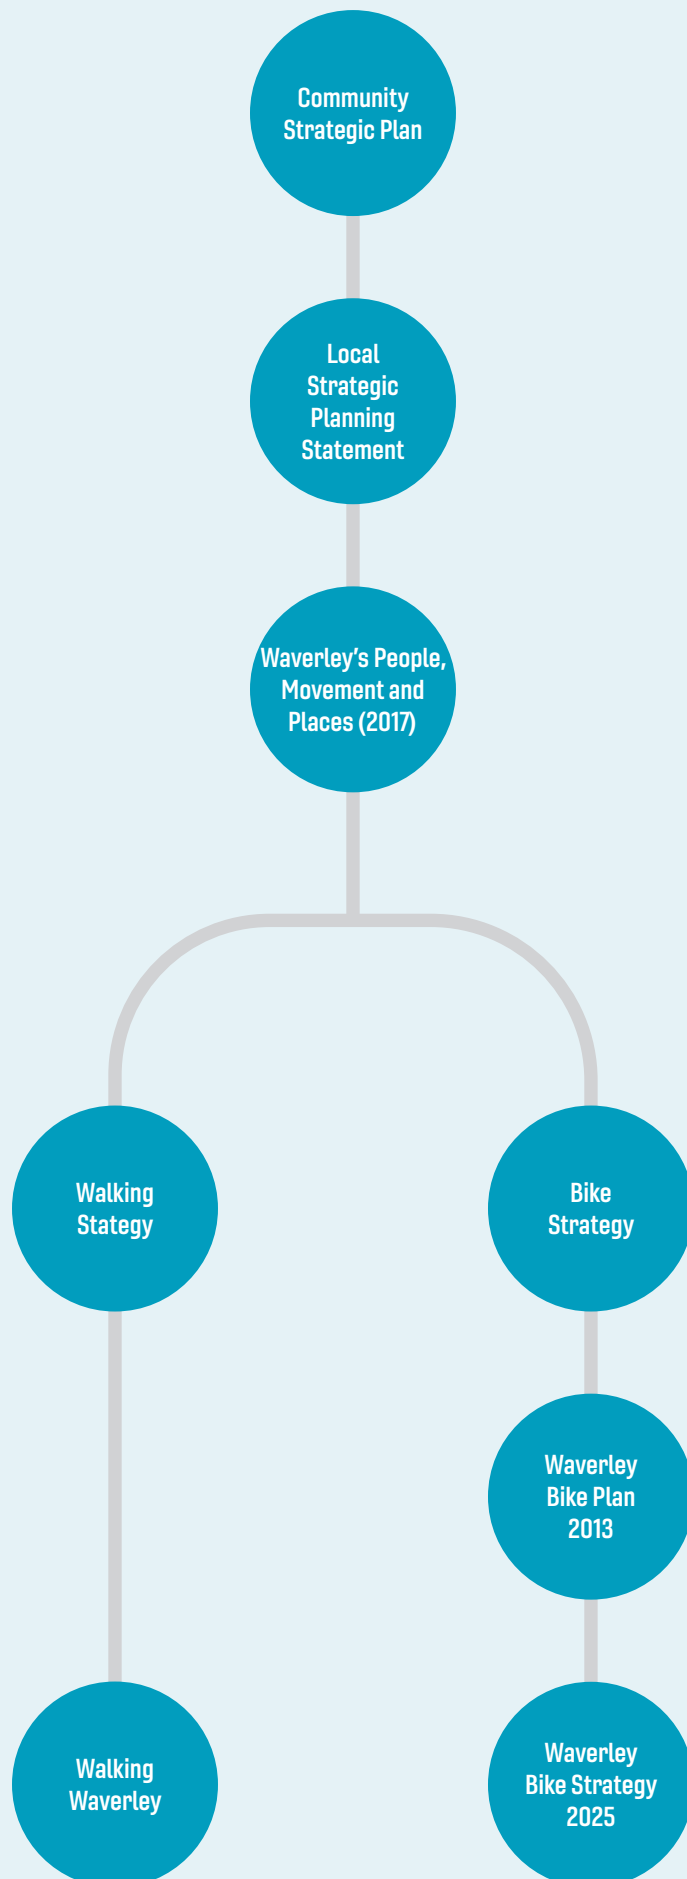 Community
Strategic Plan
Local
Strategic
Planning
Statement
Waverley's People,
Movement and
Places (2017)
Walking
Stategy
Bike
Strategy
Waverley
Bike Plan
2013
Walking
Waverley
Waverley
Bike Strategy
2025